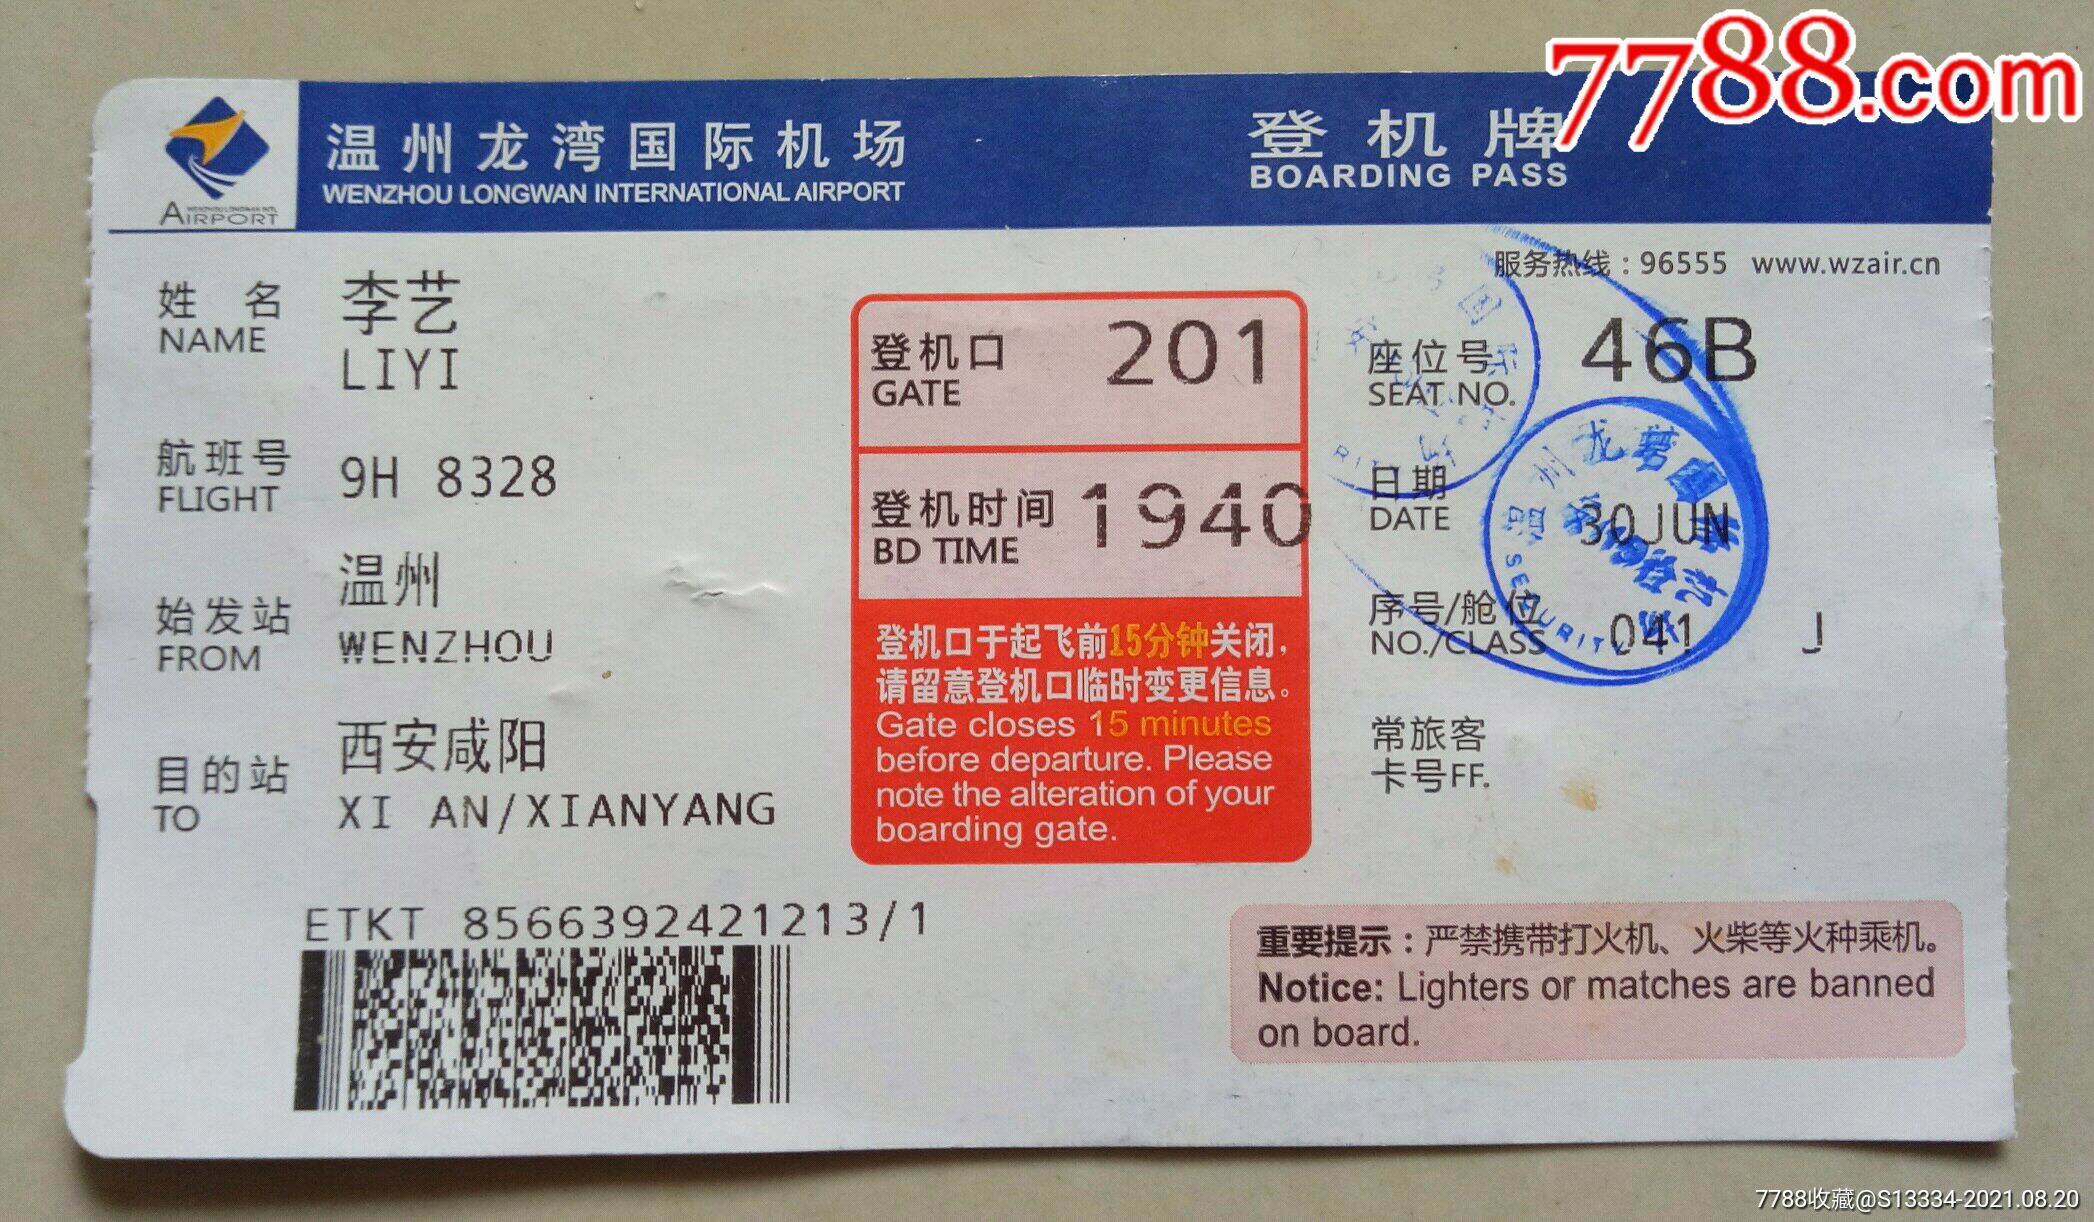 7788.com
温州龙湾国际机场
WENZHOU LONGWAN INTERNATIONAL AIRPORT
登机牌
BOARDING PASS
AIRPORT
服务热线：96555 www.wzair.cn
姓 名 李艺
NAME LIYI
航班号
FLIGHT 9H 8328
始发站 温州
FROM WENZHOU
目的站 西安咸阳
TO XI AN/XIANYANG
登机口
GATE 201
登机时间
BD TIME 1940
登机口于起飞前15分钟关闭，
请留意登机口临时变更信息。
Gate closes 15 minutes
before departure. Please
note the alteration of your
boarding gate.
座位号
SEAT NO. 46B
日期
DATE 30JUN
序号/舱位
NO./CLASS 041 J
常旅客
卡号FF.
SECURITY
ETKT 8566392421213/1
重要提示：严禁携带打火机、火柴等火种乘机。
Notice: Lighters or matches are banned
on board.
7788收藏@S13334-2021.08.20